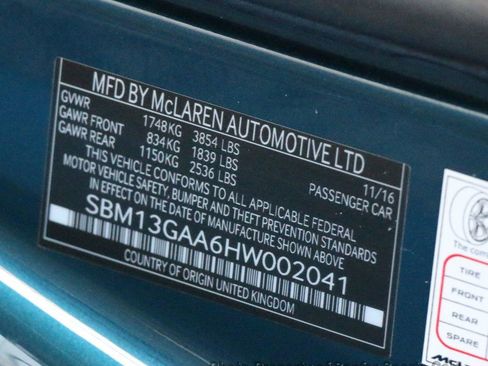 MFD BY McLAREN AUTOMOTIVE LTD
GVWR 1748KG 3854 LBS 11/16
GAWR FRONT 834KG 1839 LBS PASSENGER CAR
GAWR REAR 1150KG 2536 LBS
THIS VEHICLE CONFORMS TO ALL APPLICABLE FEDERAL
MOTOR VEHICLE SAFETY, BUMPER AND THEFT PREVENTION STANDARDS
IN EFFECT ON THE DATE OF MANUFACTURE SHOWN ABOVE
SBM13GAA6HW002041
COUNTRY OF ORIGIN UNITED KINGDOM
The com
TIRE
FRONT
REAR
SPARE